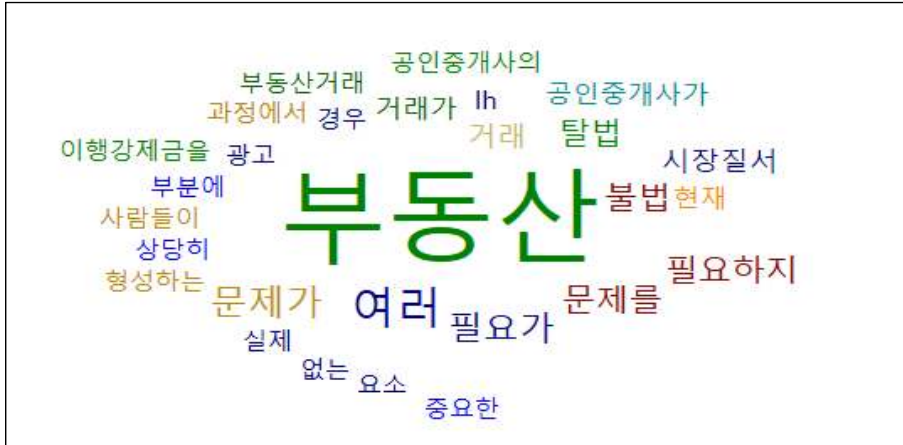 공인중개사의
부동산거래
lh
공인중개사가
과정에서
경우
거래가
거래
탈법
이행강제금을
광고
시장질서
부분에
부동산
불법
현재
사람들이
상당히
형성하는
필요하지
문제가
여러
필요가
문제를
실제
없는
요소
중요한